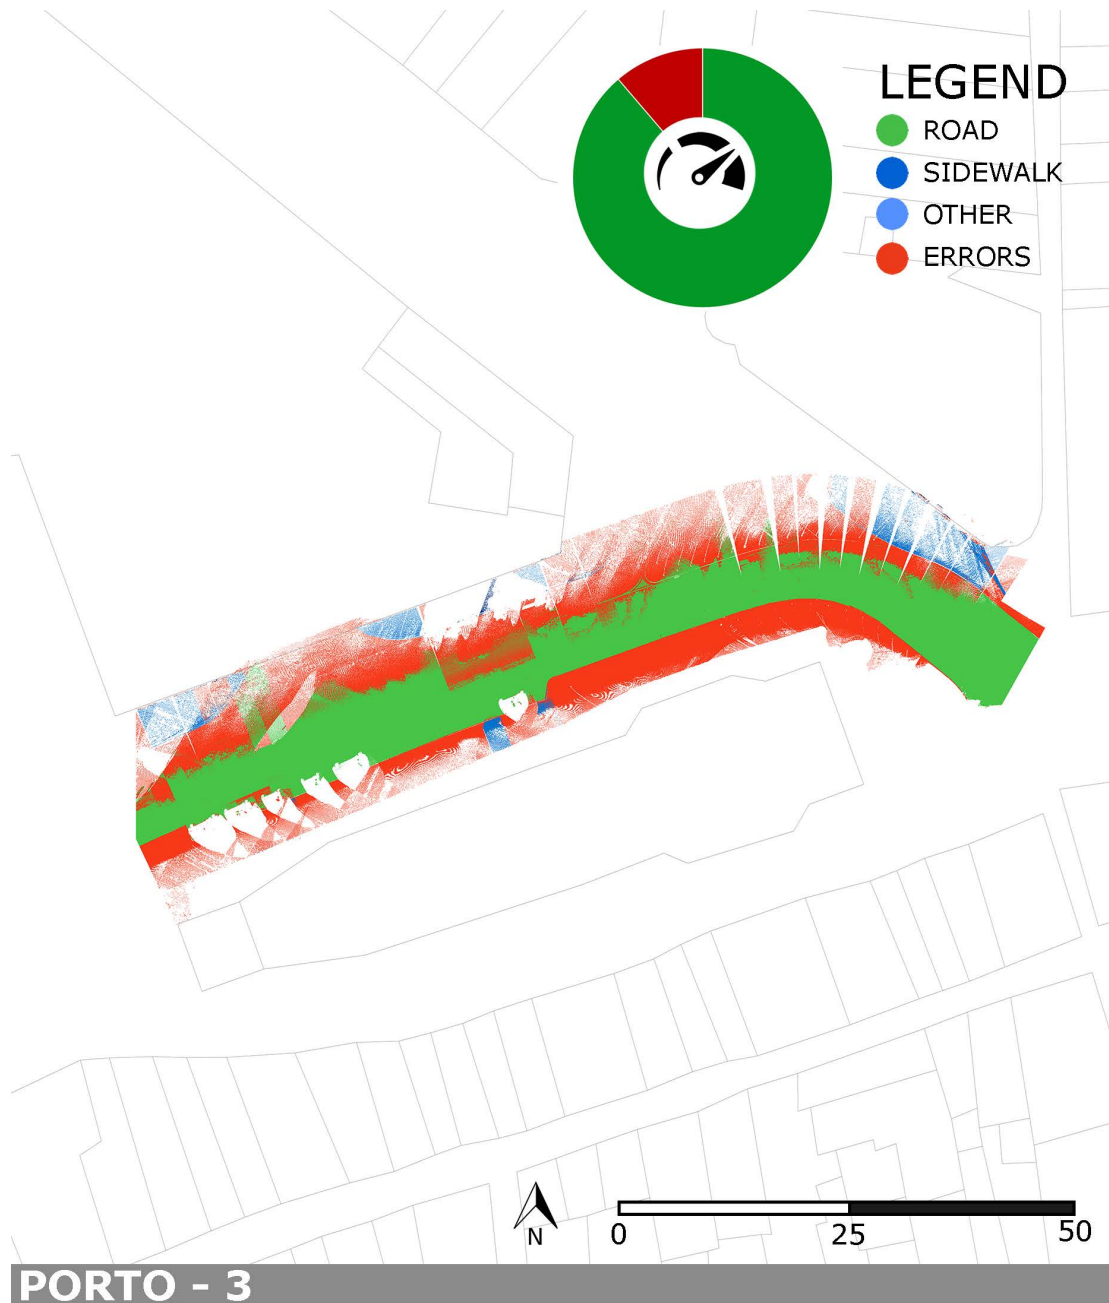 LEGEND
ROAD
SIDEWALK
OTHER
ERRORS
N
0 25 50
PORTO - 3